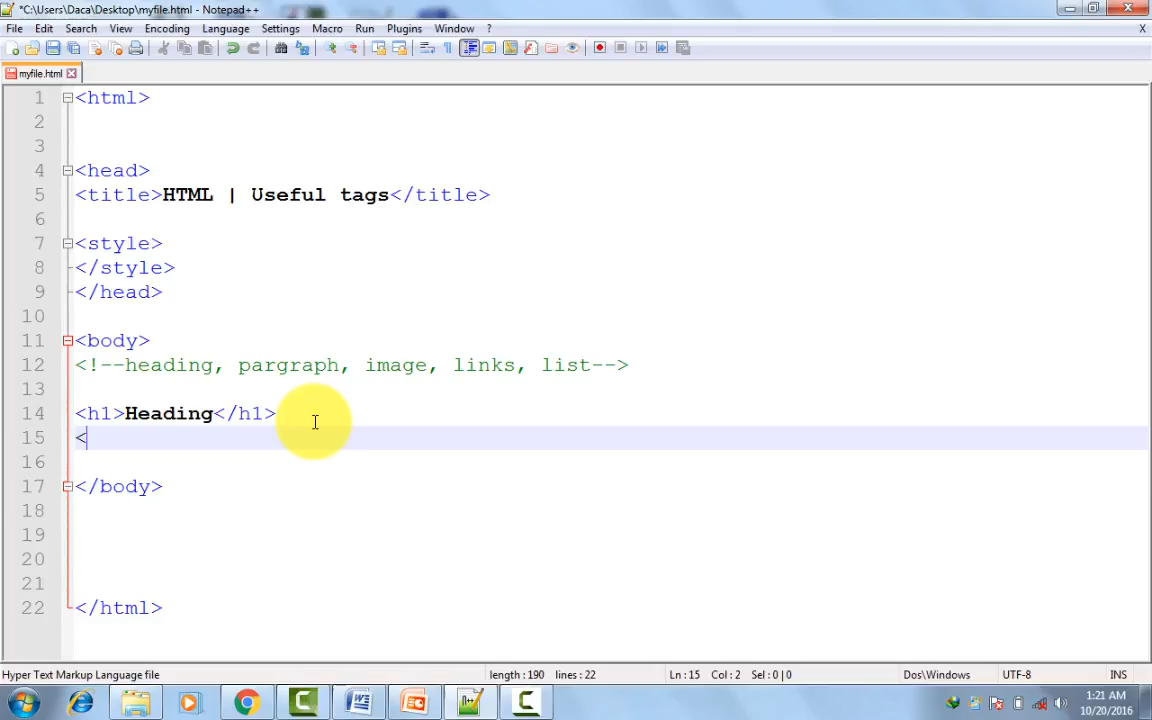 *C:\Users\Daca\Desktop\myfile.html - Notepad++
File Edit Search View Encoding Language Settings Macro Run Plugins Window ? X
myfile.html
1 <html>
2
3
4 <head>
5 <title>HTML | Useful tags</title>
6
7 <style>
8 </style>
9 </head>
10
11 <body>
12 <!--heading, pargraph, image, links, list-->
13
14 <h1>Heading</h1>
15 <
16
17 </body>
18
19
20
21
22 </html>
Hyper Text Markup Language file length : 190 lines : 22 Ln : 15 Col : 2 Sel : 0 | 0 Dos\Windows UTF-8 INS
1:21 AM
10/20/2016